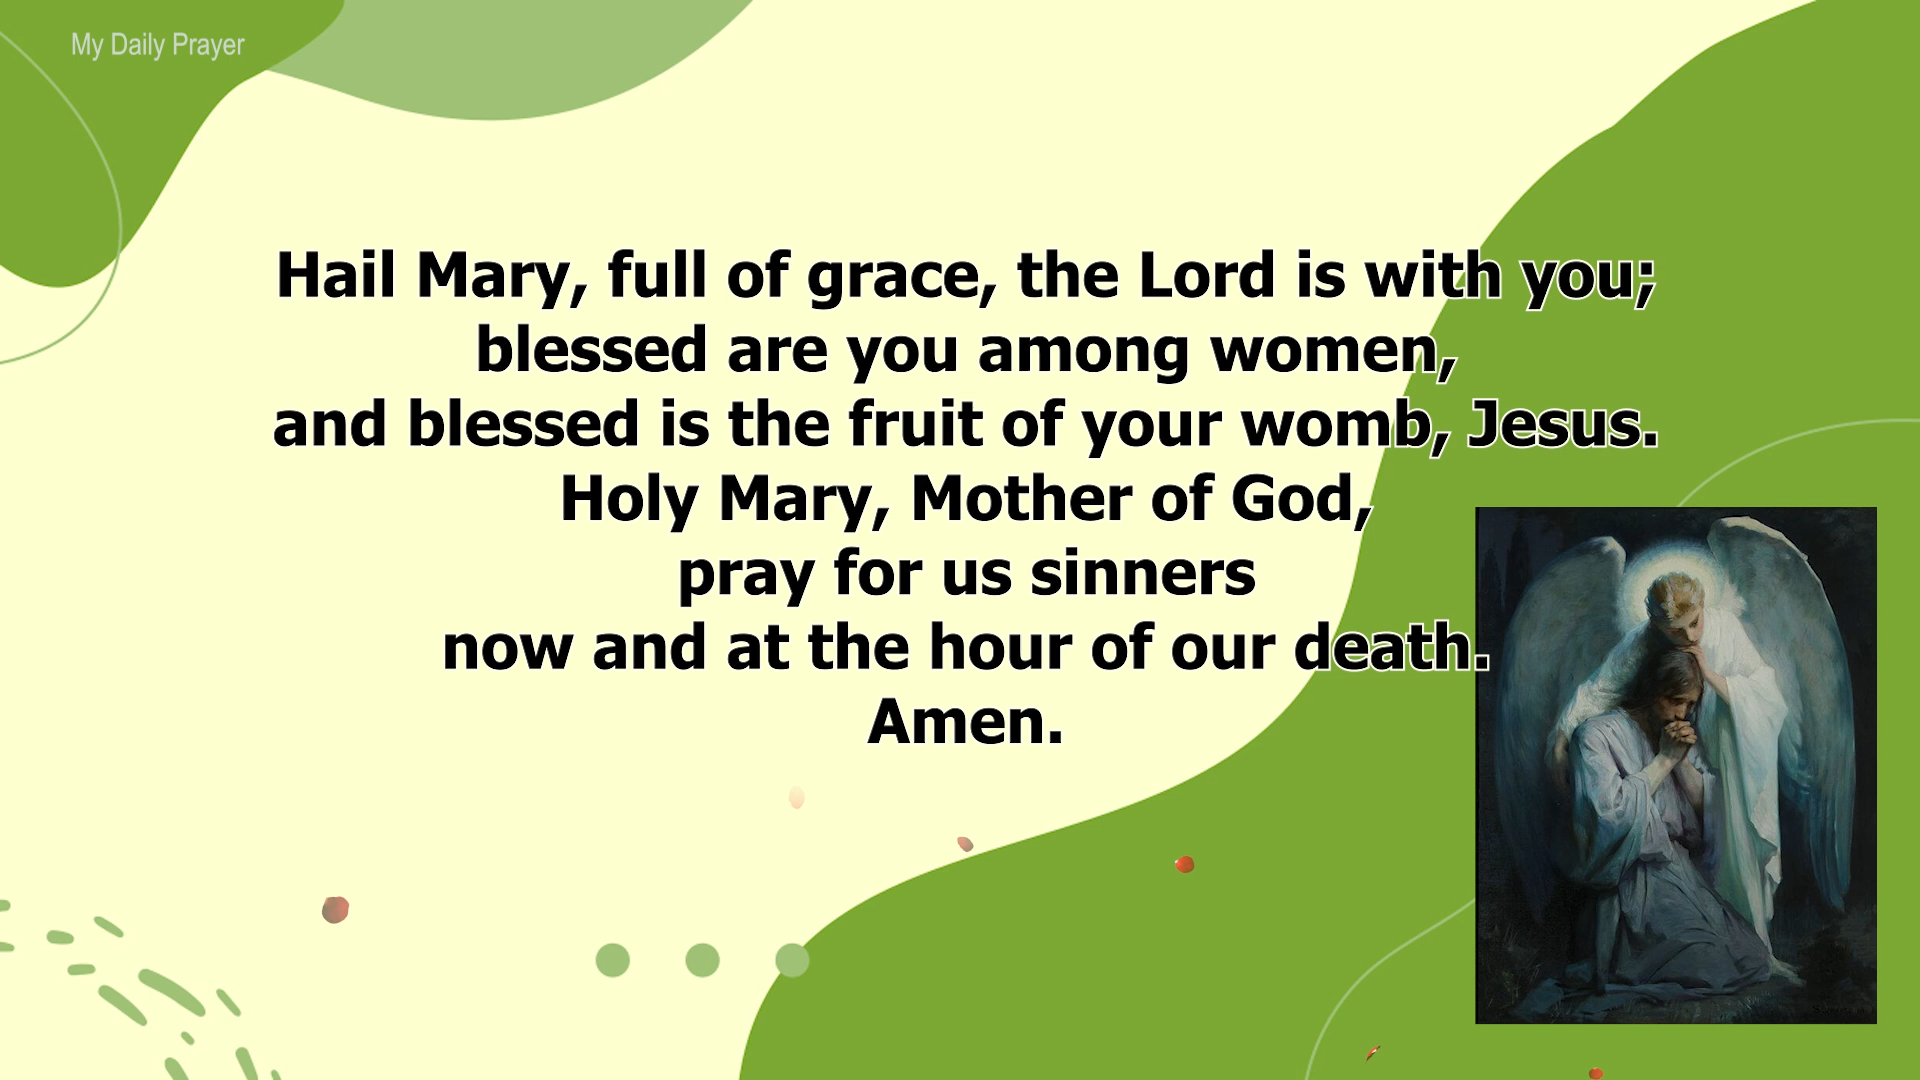 My Daily Prayer
Hail Mary, full of grace, the Lord is with you;
blessed are you among women,
and blessed is the fruit of your womb, Jesus.
Holy Mary, Mother of God,
pray for us sinners
now and at the hour of our death.
Amen.